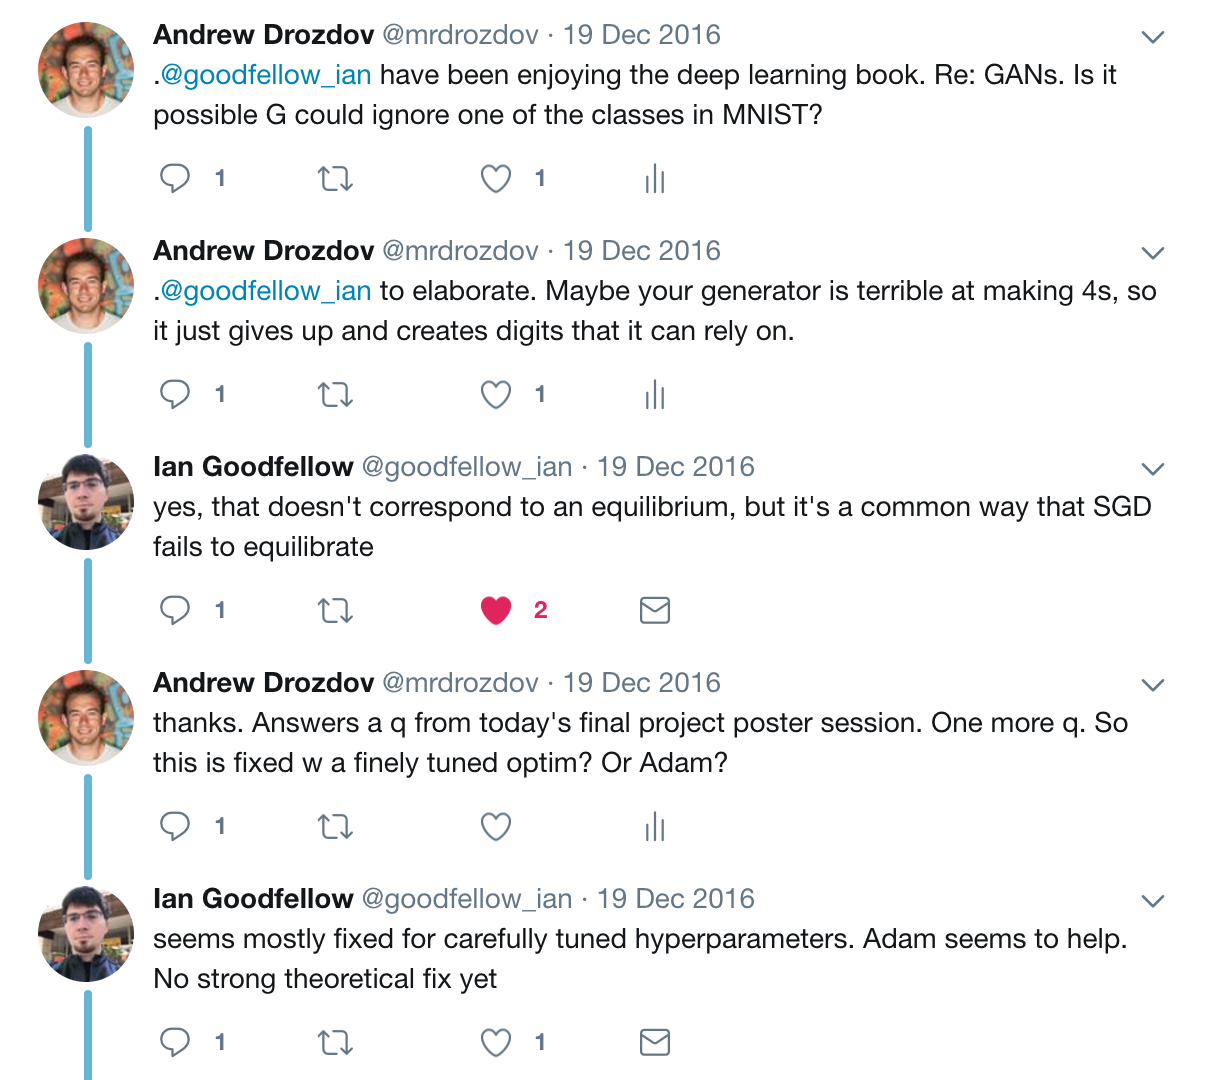 Andrew Drozdov @mrdrozdov · 19 Dec 2016
.@goodfellow_ian have been enjoying the deep learning book. Re: GANs. Is it
possible G could ignore one of the classes in MNIST?
1 1
Andrew Drozdov @mrdrozdov · 19 Dec 2016
.@goodfellow_ian to elaborate. Maybe your generator is terrible at making 4s, so
it just gives up and creates digits that it can rely on.
1 1
Ian Goodfellow @goodfellow_ian · 19 Dec 2016
yes, that doesn't correspond to an equilibrium, but it's a common way that SGD
fails to equilibrate
1 2
Andrew Drozdov @mrdrozdov · 19 Dec 2016
thanks. Answers a q from today's final project poster session. One more q. So
this is fixed w a finely tuned optim? Or Adam?
1
Ian Goodfellow @goodfellow_ian · 19 Dec 2016
seems mostly fixed for carefully tuned hyperparameters. Adam seems to help.
No strong theoretical fix yet
1 1